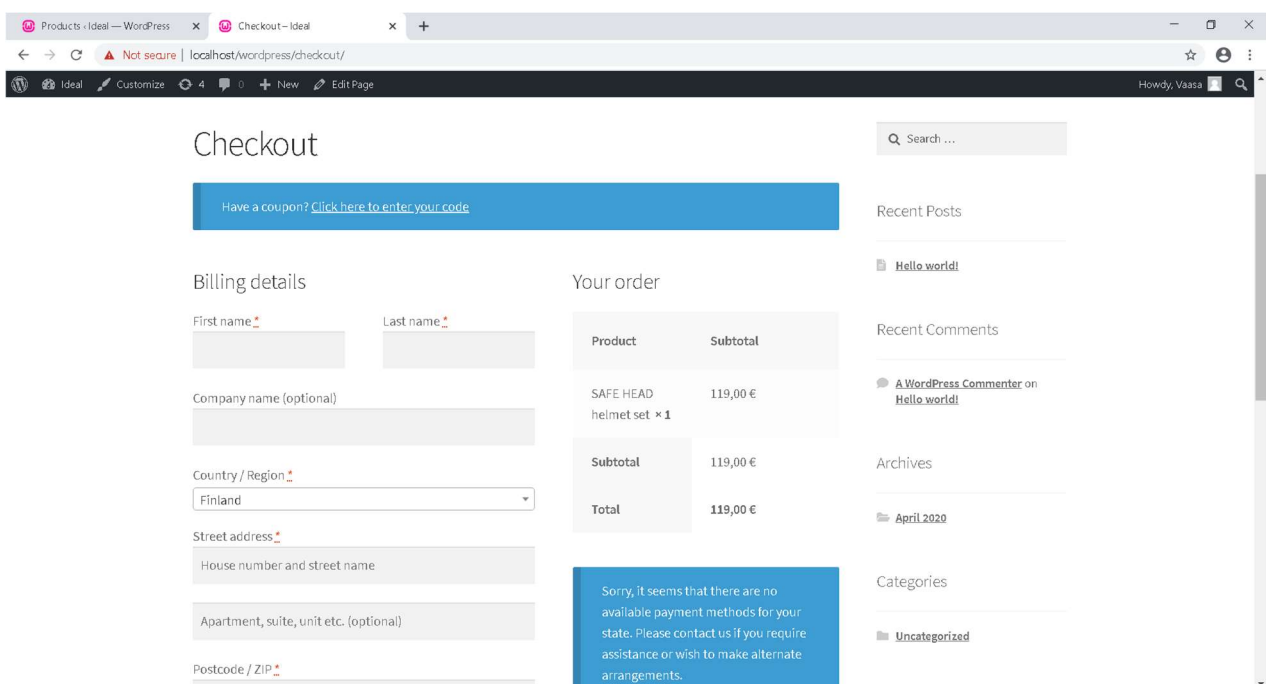 Products ‹ Ideal — WordPress
Checkout – Ideal
Not secure | localhost/wordpress/checkout/
Ideal Customize 4 0 New Edit Page
Howdy, Vaasa
Checkout
Search …
Have a coupon? Click here to enter your code
Recent Posts
Hello world!
Billing details
Your order
First name *
Last name *
Product Subtotal
Recent Comments
SAFE HEAD 119,00 €
helmet set × 1
A WordPress Commenter on
Hello world!
Company name (optional)
Subtotal 119,00 €
Archives
Country / Region *
Finland
Total 119,00 €
April 2020
Street address *
House number and street name
Categories
Sorry, it seems that there are no
available payment methods for your
state. Please contact us if you require
assistance or wish to make alternate
arrangements.
Apartment, suite, unit etc. (optional)
Uncategorized
Postcode / ZIP *